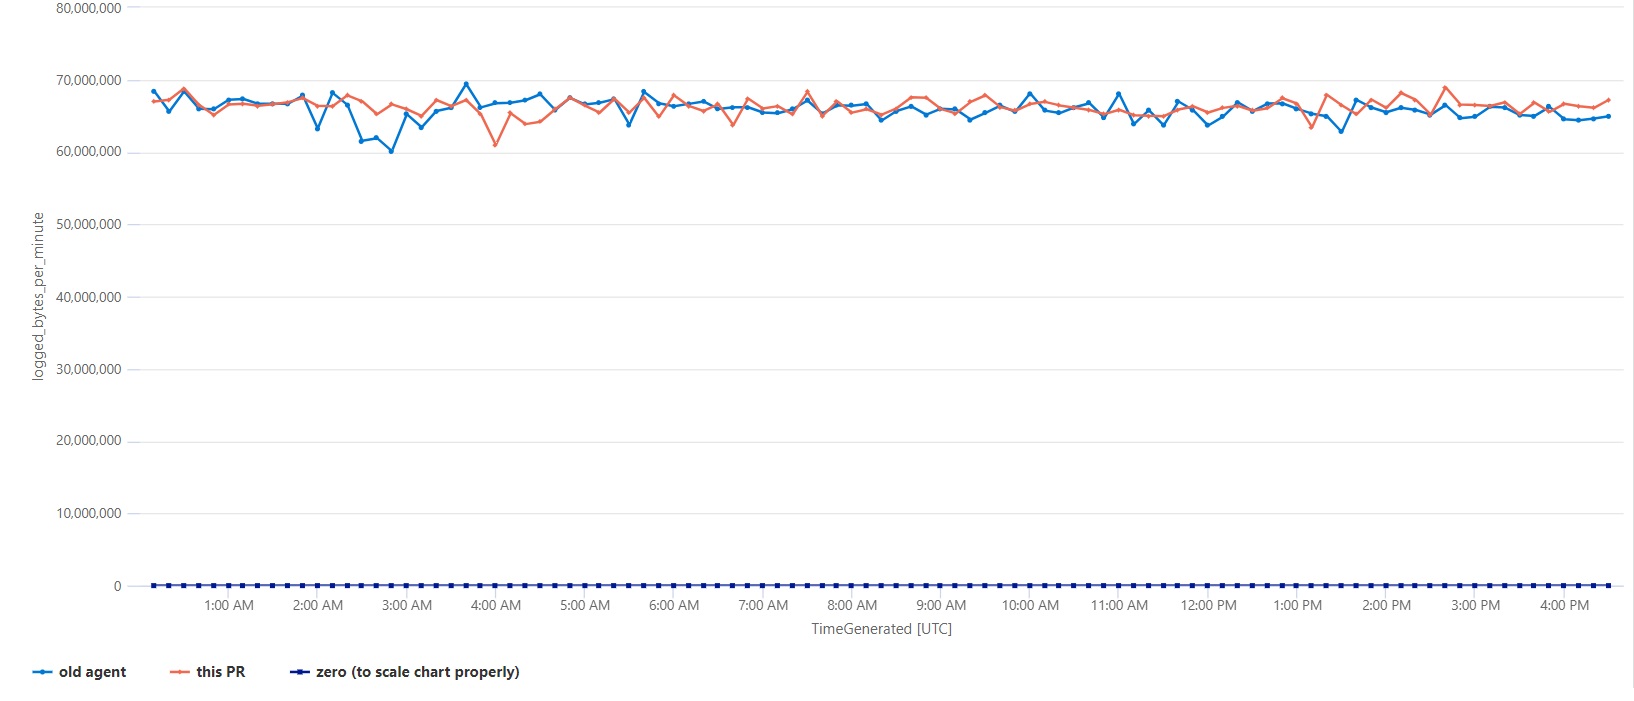 80,000,000
70,000,000
60,000,000
50,000,000
40,000,000
30,000,000
20,000,000
10,000,000
0
logged_bytes_per_minute
1:00 AM 2:00 AM 3:00 AM 4:00 AM 5:00 AM 6:00 AM 7:00 AM 8:00 AM 9:00 AM 10:00 AM 11:00 AM 12:00 PM 1:00 PM 2:00 PM 3:00 PM 4:00 PM
TimeGenerated [UTC]
old agent this PR zero (to scale chart properly)